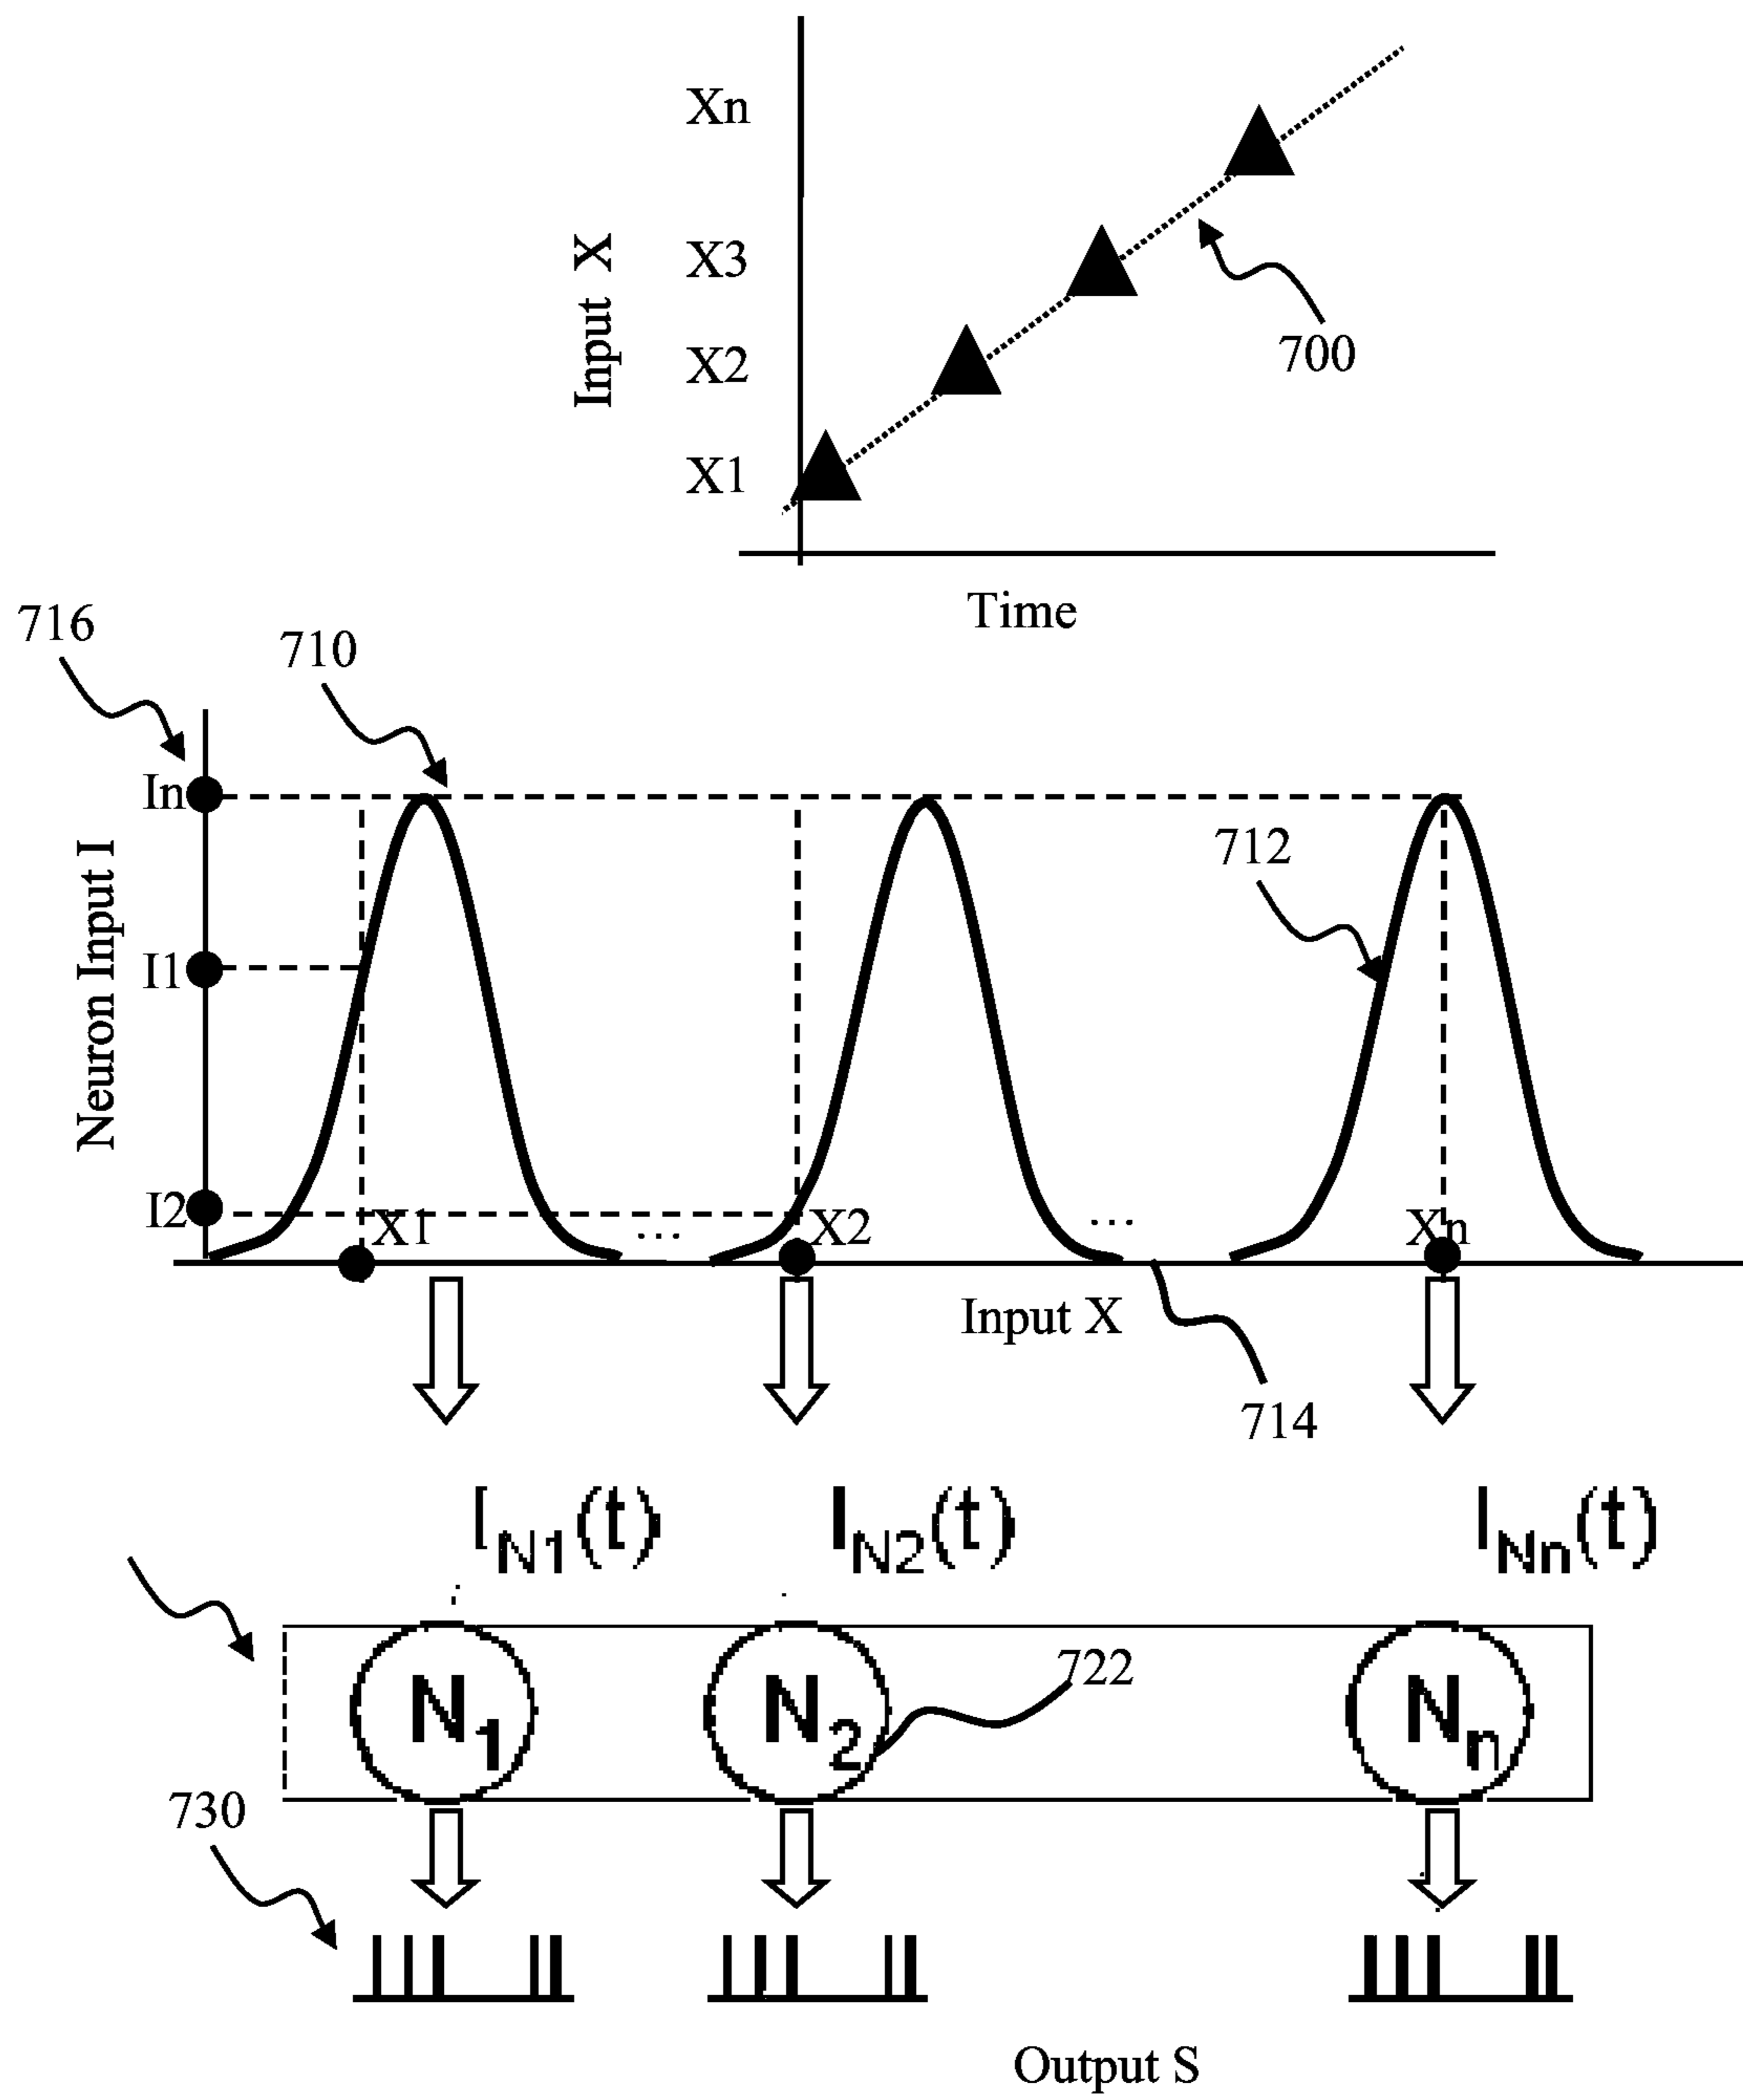 Xn
X3
X2
X1
Input X
700
Time
716
710
In
I1
I2
Neuron Input I
712
X1
...
X2
...
Xn
Input X
714
I_N1(t)
I_N2(t)
I_Nn(t)
N1
N2
Nn
722
730
Output S